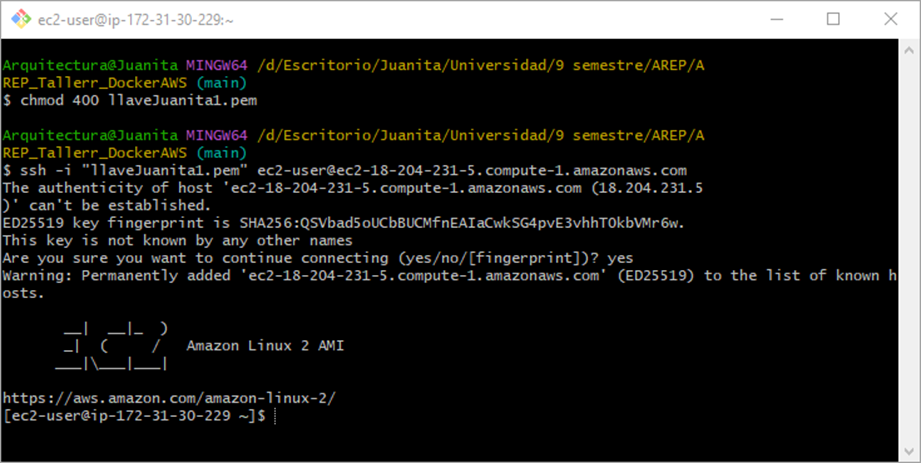 ec2-user@ip-172-31-30-229:~
Arquitectura@Juanita MINGW64 /d/Escritorio/Juanita/Universidad/9 semestre/AREP/A
REP_Tallerr_DockerAWS (main)
$ chmod 400 llaveJuanita1.pem
Arquitectura@Juanita MINGW64 /d/Escritorio/Juanita/Universidad/9 semestre/AREP/A
REP_Tallerr_DockerAWS (main)
$ ssh -i "llaveJuanita1.pem" ec2-user@ec2-18-204-231-5.compute-1.amazonaws.com
The authenticity of host 'ec2-18-204-231-5.compute-1.amazonaws.com (18.204.231.5
)' can't be established.
ED25519 key fingerprint is SHA256:QSVbad5oUCbBUCMfnEAIaCwkSG4pvE3vhhT0kbVMr6w.
This key is not known by any other names
Are you sure you want to continue connecting (yes/no/[fingerprint])? yes
Warning: Permanently added 'ec2-18-204-231-5.compute-1.amazonaws.com' (ED25519) to the list of known h
osts.
       __|  __|_  )
       _|  (     /   Amazon Linux 2 AMI
      ___|\___|___|
https://aws.amazon.com/amazon-linux-2/
[ec2-user@ip-172-31-30-229 ~]$